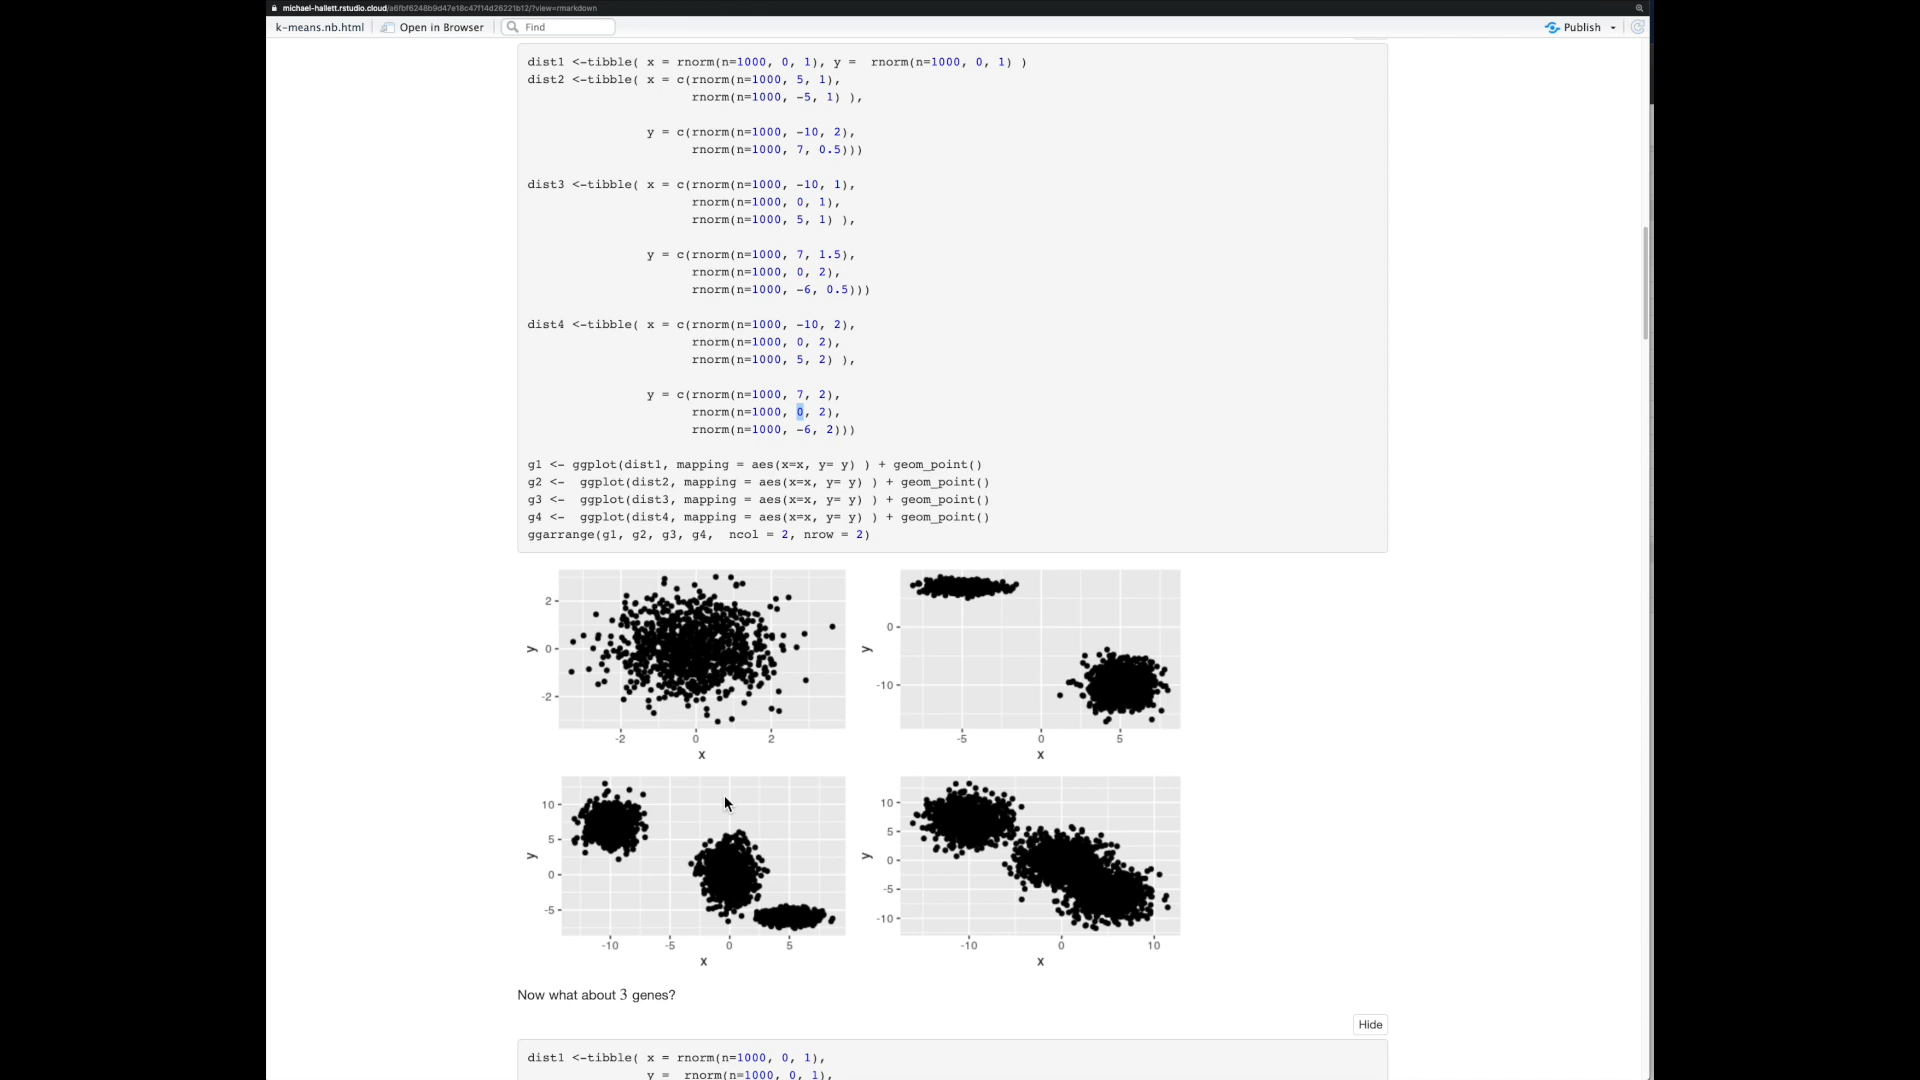 michael-hallett.rstudio.cloud/a6fbf6248b9d47e18c47f14d26221b12/?view=rmarkdown
k-means.nb.html Open in Browser Find Publish
dist1 <-tibble( x = rnorm(n=1000, 0, 1), y =  rnorm(n=1000, 0, 1) )
dist2 <-tibble( x = c(rnorm(n=1000, 5, 1),
rnorm(n=1000, -5, 1) ),
y = c(rnorm(n=1000, -10, 2),
rnorm(n=1000, 7, 0.5)))
dist3 <-tibble( x = c(rnorm(n=1000, -10, 1),
rnorm(n=1000, 0, 1),
rnorm(n=1000, 5, 1) ),
y = c(rnorm(n=1000, 7, 1.5),
rnorm(n=1000, 0, 2),
rnorm(n=1000, -6, 0.5)))
dist4 <-tibble( x = c(rnorm(n=1000, -10, 2),
rnorm(n=1000, 0, 2),
rnorm(n=1000, 5, 2) ),
y = c(rnorm(n=1000, 7, 2),
rnorm(n=1000, 0, 2),
rnorm(n=1000, -6, 2)))
g1 <- ggplot(dist1, mapping = aes(x=x, y= y) ) + geom_point()
g2 <-  ggplot(dist2, mapping = aes(x=x, y= y) ) + geom_point()
g3 <-  ggplot(dist3, mapping = aes(x=x, y= y) ) + geom_point()
g4 <-  ggplot(dist4, mapping = aes(x=x, y= y) ) + geom_point()
ggarrange(g1, g2, g3, g4,  ncol = 2, nrow = 2)
2
0
-2
y
-2 0 2
x
0
-10
y
-5 0 5
x
10
5
0
-5
y
-10 -5 0 5
x
10
5
0
-5
-10
y
-10 0 10
x
Now what about 3 genes?
Hide
dist1 <-tibble( x = rnorm(n=1000, 0, 1),
y =  rnorm(n=1000, 0, 1),